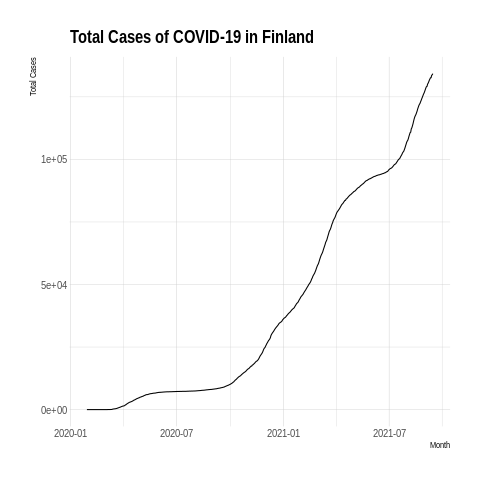 Total Cases of COVID-19 in Finland
Total Cases
1e+05
5e+04
0e+00
2020-01 2020-07 2021-01 2021-07
Month